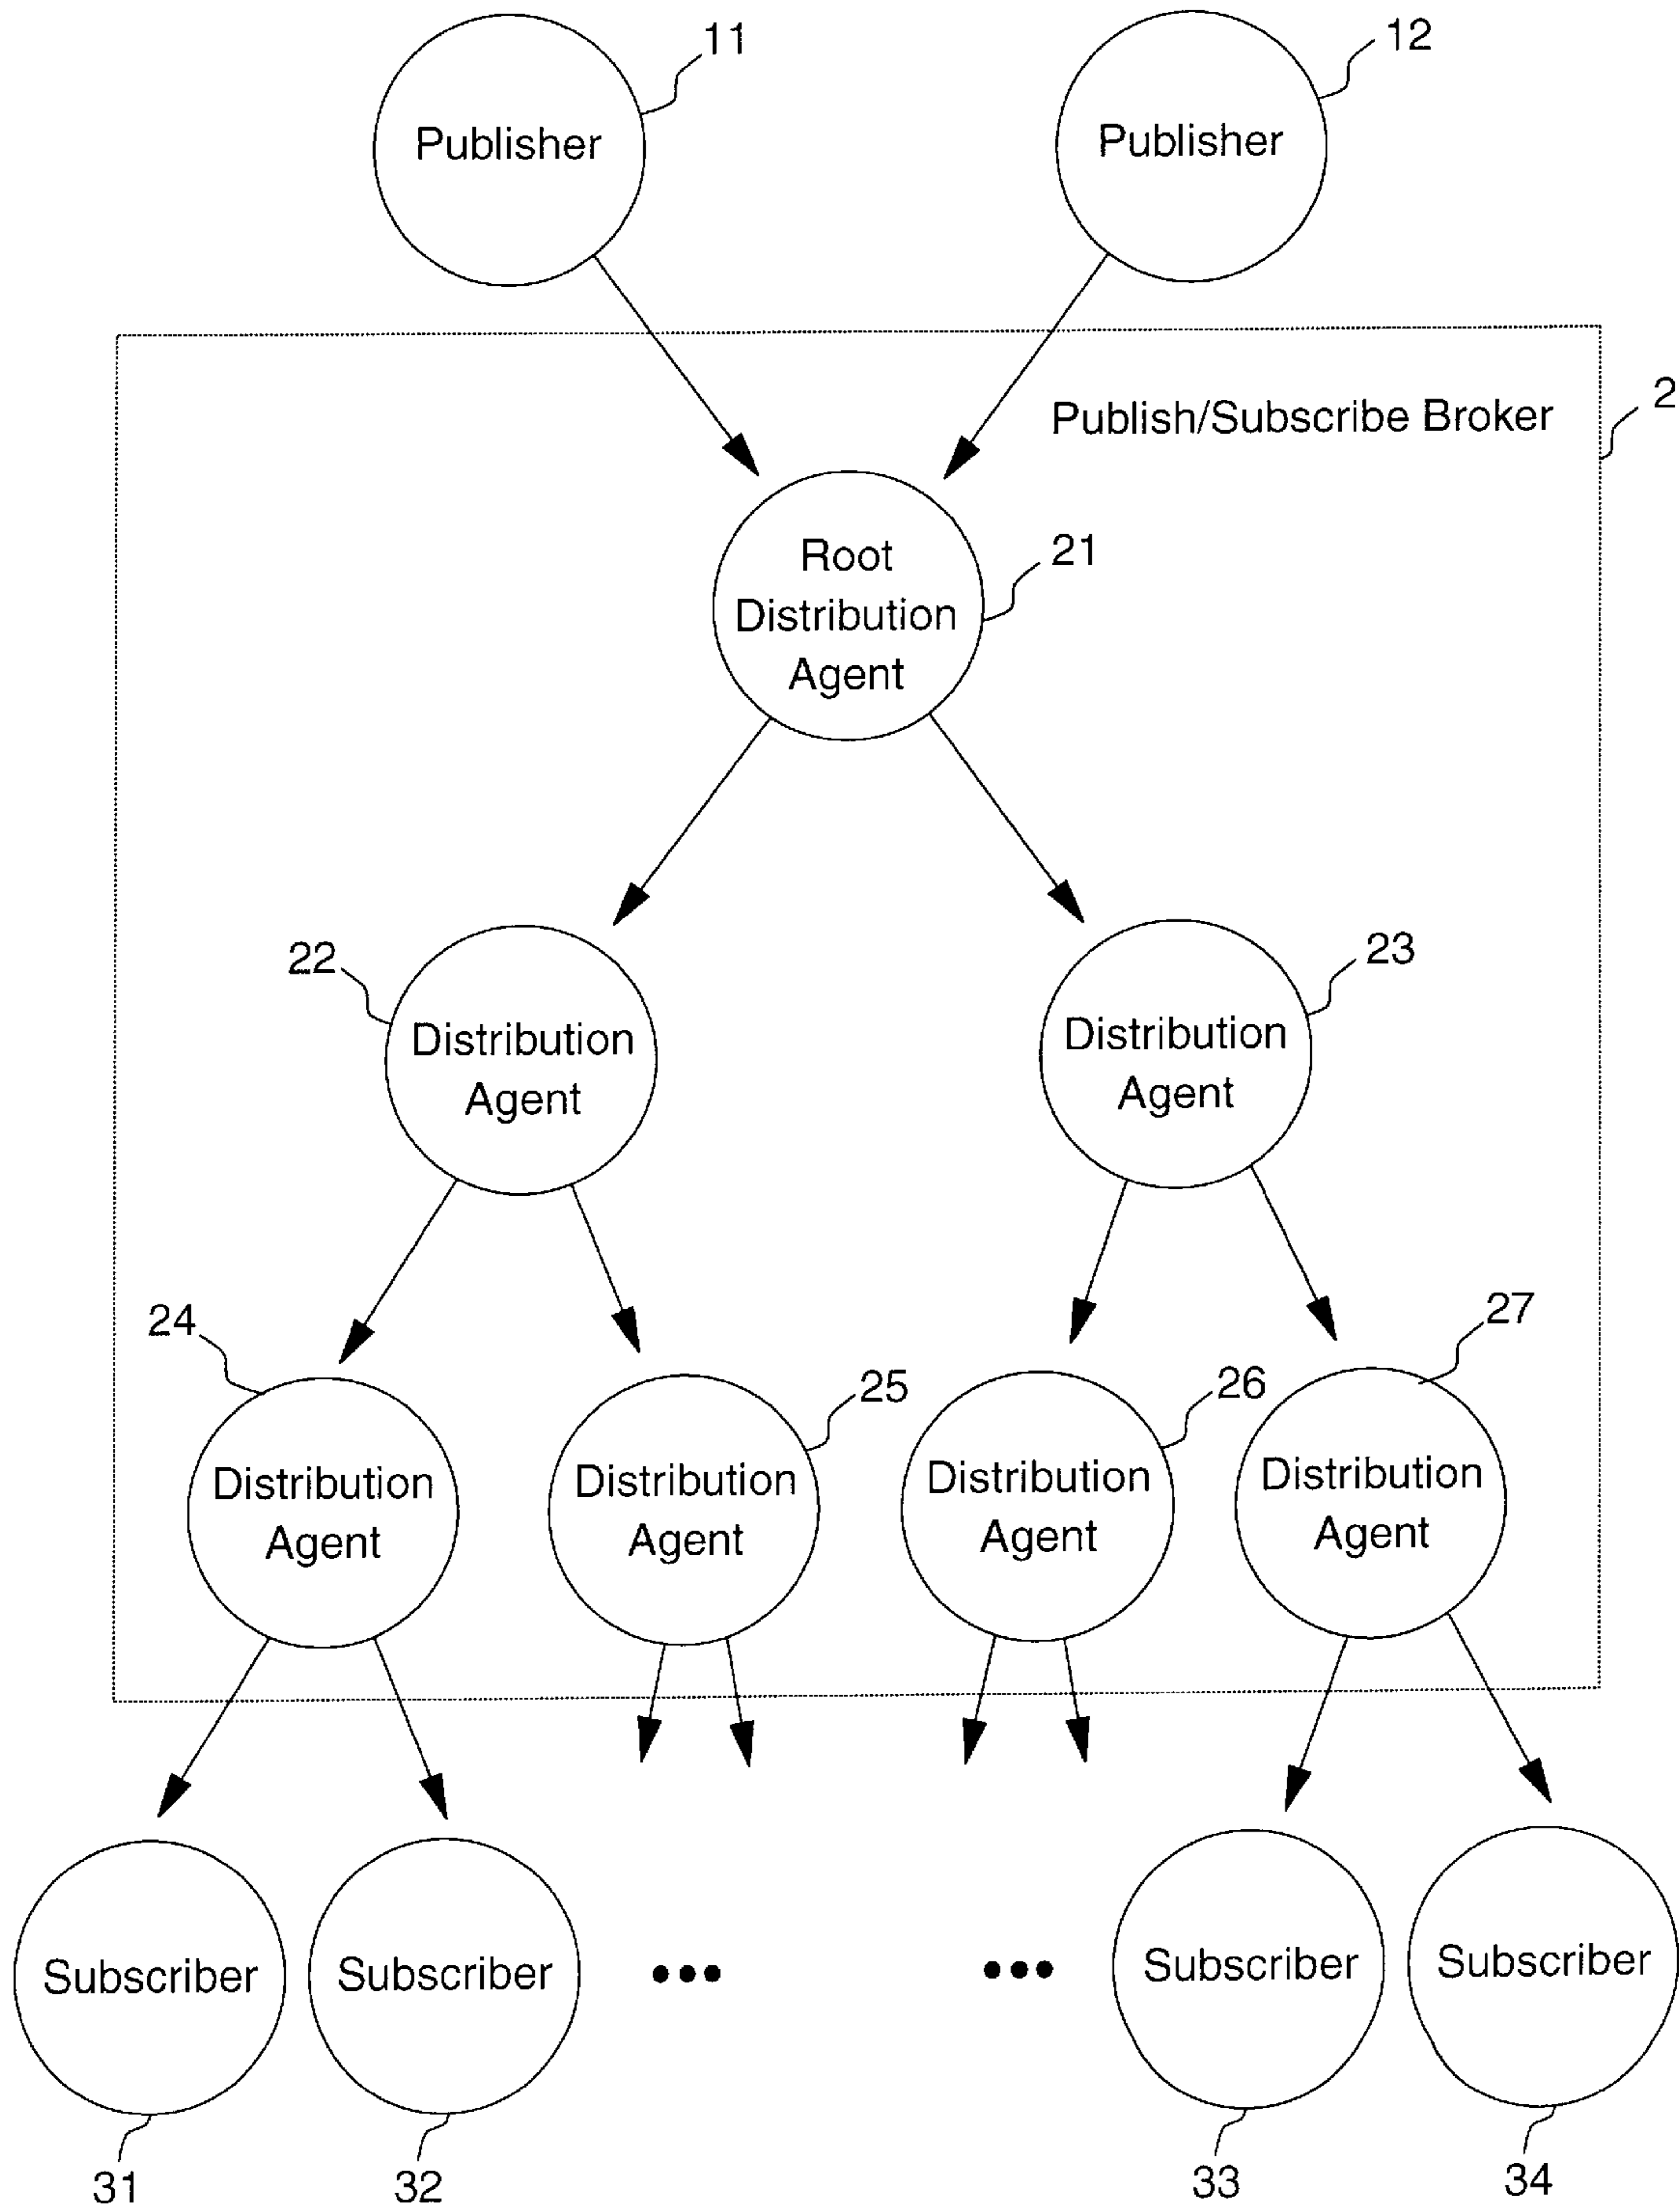 11
12
Publisher
Publisher
2
Publish/Subscribe Broker
Root
Distribution
Agent
21
22
23
Distribution
Agent
Distribution
Agent
24
25
26
27
Distribution
Agent
Distribution
Agent
Distribution
Agent
Distribution
Agent
Subscriber
Subscriber
Subscriber
Subscriber
31
32
33
34